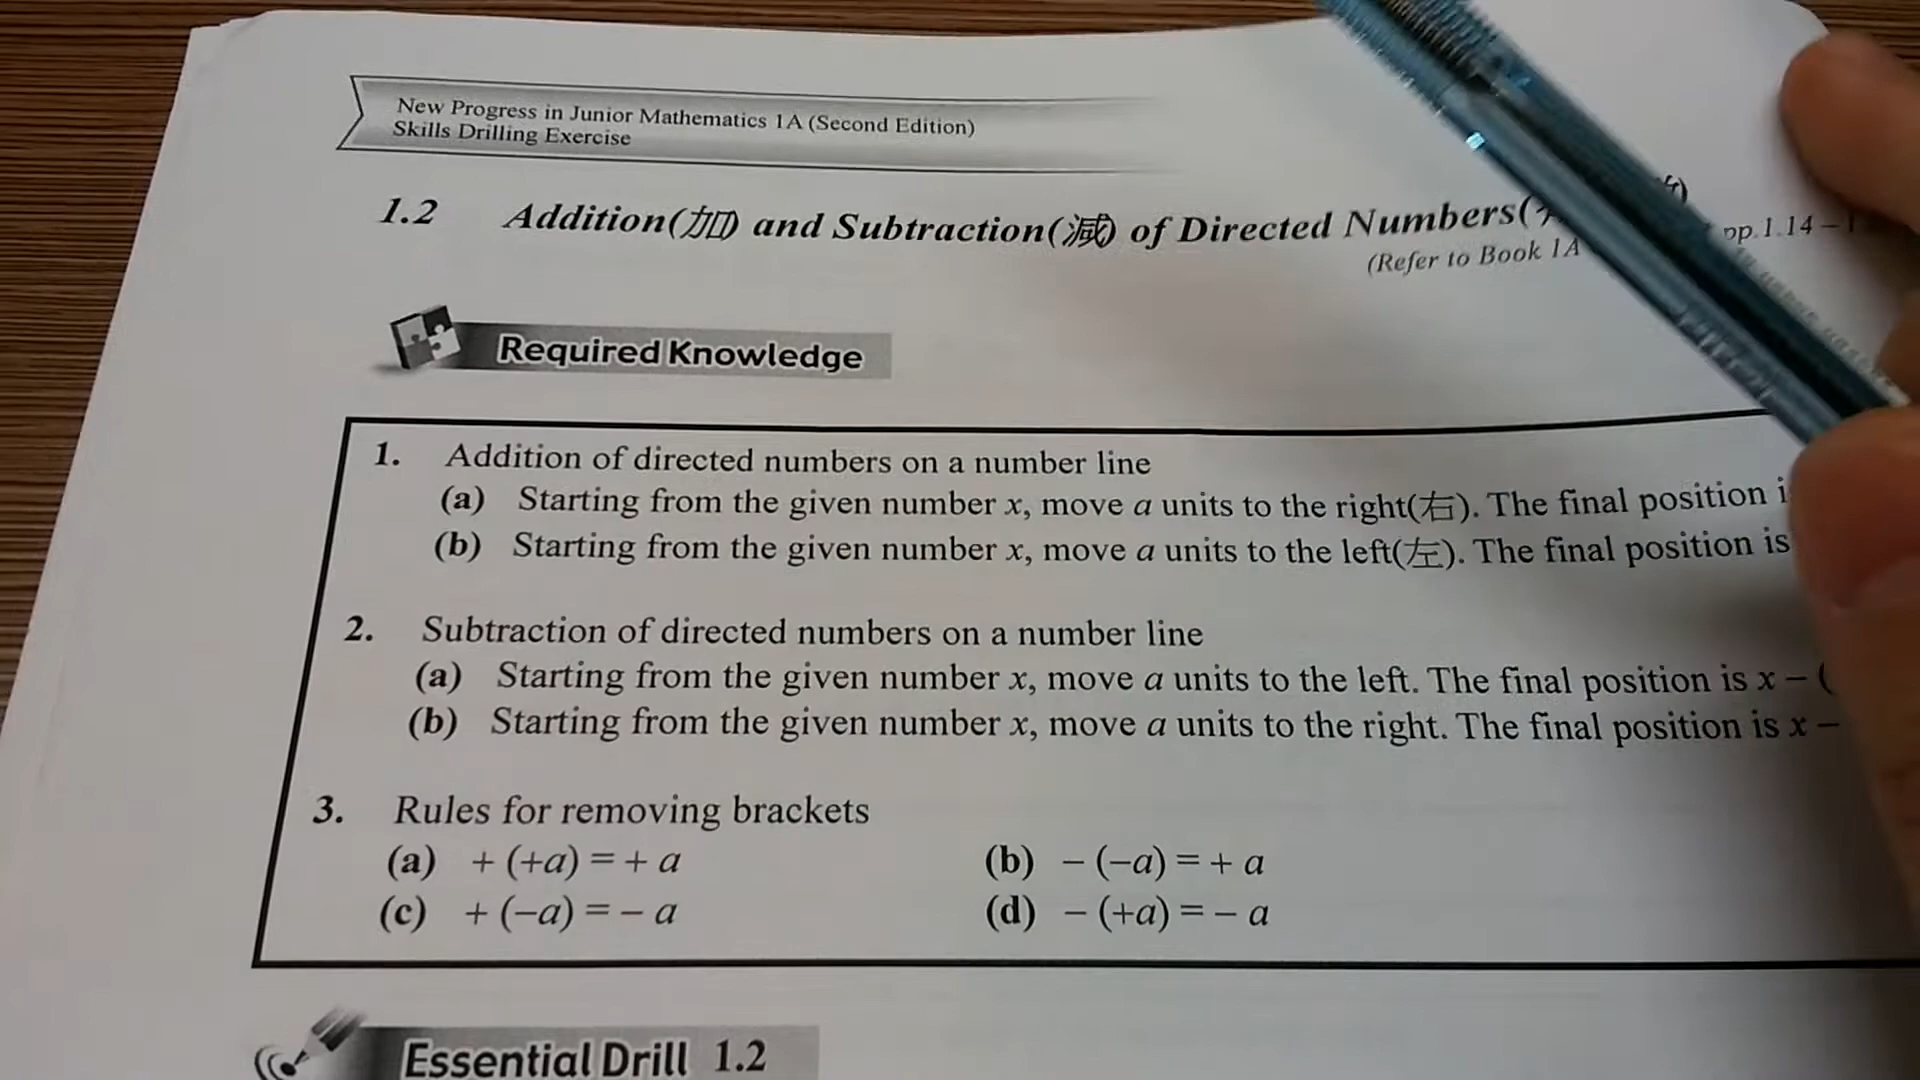 New Progress in Junior Mathematics 1A (Second Edition)
Skills Drilling Exercise
1.2 Addition(加) and Subtraction(減) of Directed Numbers(
(Refer to Book 1A pp.1.14 –
Required Knowledge
1. Addition of directed numbers on a number line
(a) Starting from the given number x, move a units to the right(右). The final position
(b) Starting from the given number x, move a units to the left(左). The final position is
2. Subtraction of directed numbers on a number line
(a) Starting from the given number x, move a units to the left. The final position is x – (
(b) Starting from the given number x, move a units to the right. The final position is x –
3. Rules for removing brackets
(a) + (+a) = + a (b) – (–a) = + a
(c) + (–a) = – a (d) – (+a) = – a
Essential Drill 1.2